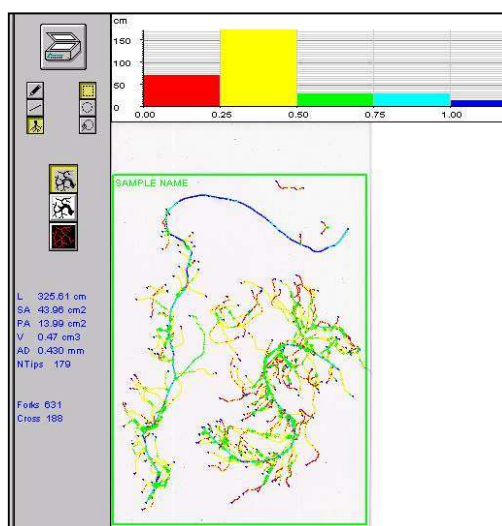 cm
150
100
50
0
0.00 0.25 0.50 0.75 1.00
SAMPLE NAME
L 325.61 cm
SA 43.96 cm2
PA 13.99 cm2
V 0.47 cm3
AD 0.430 mm
NTips 179
Forks 631
Cross 188